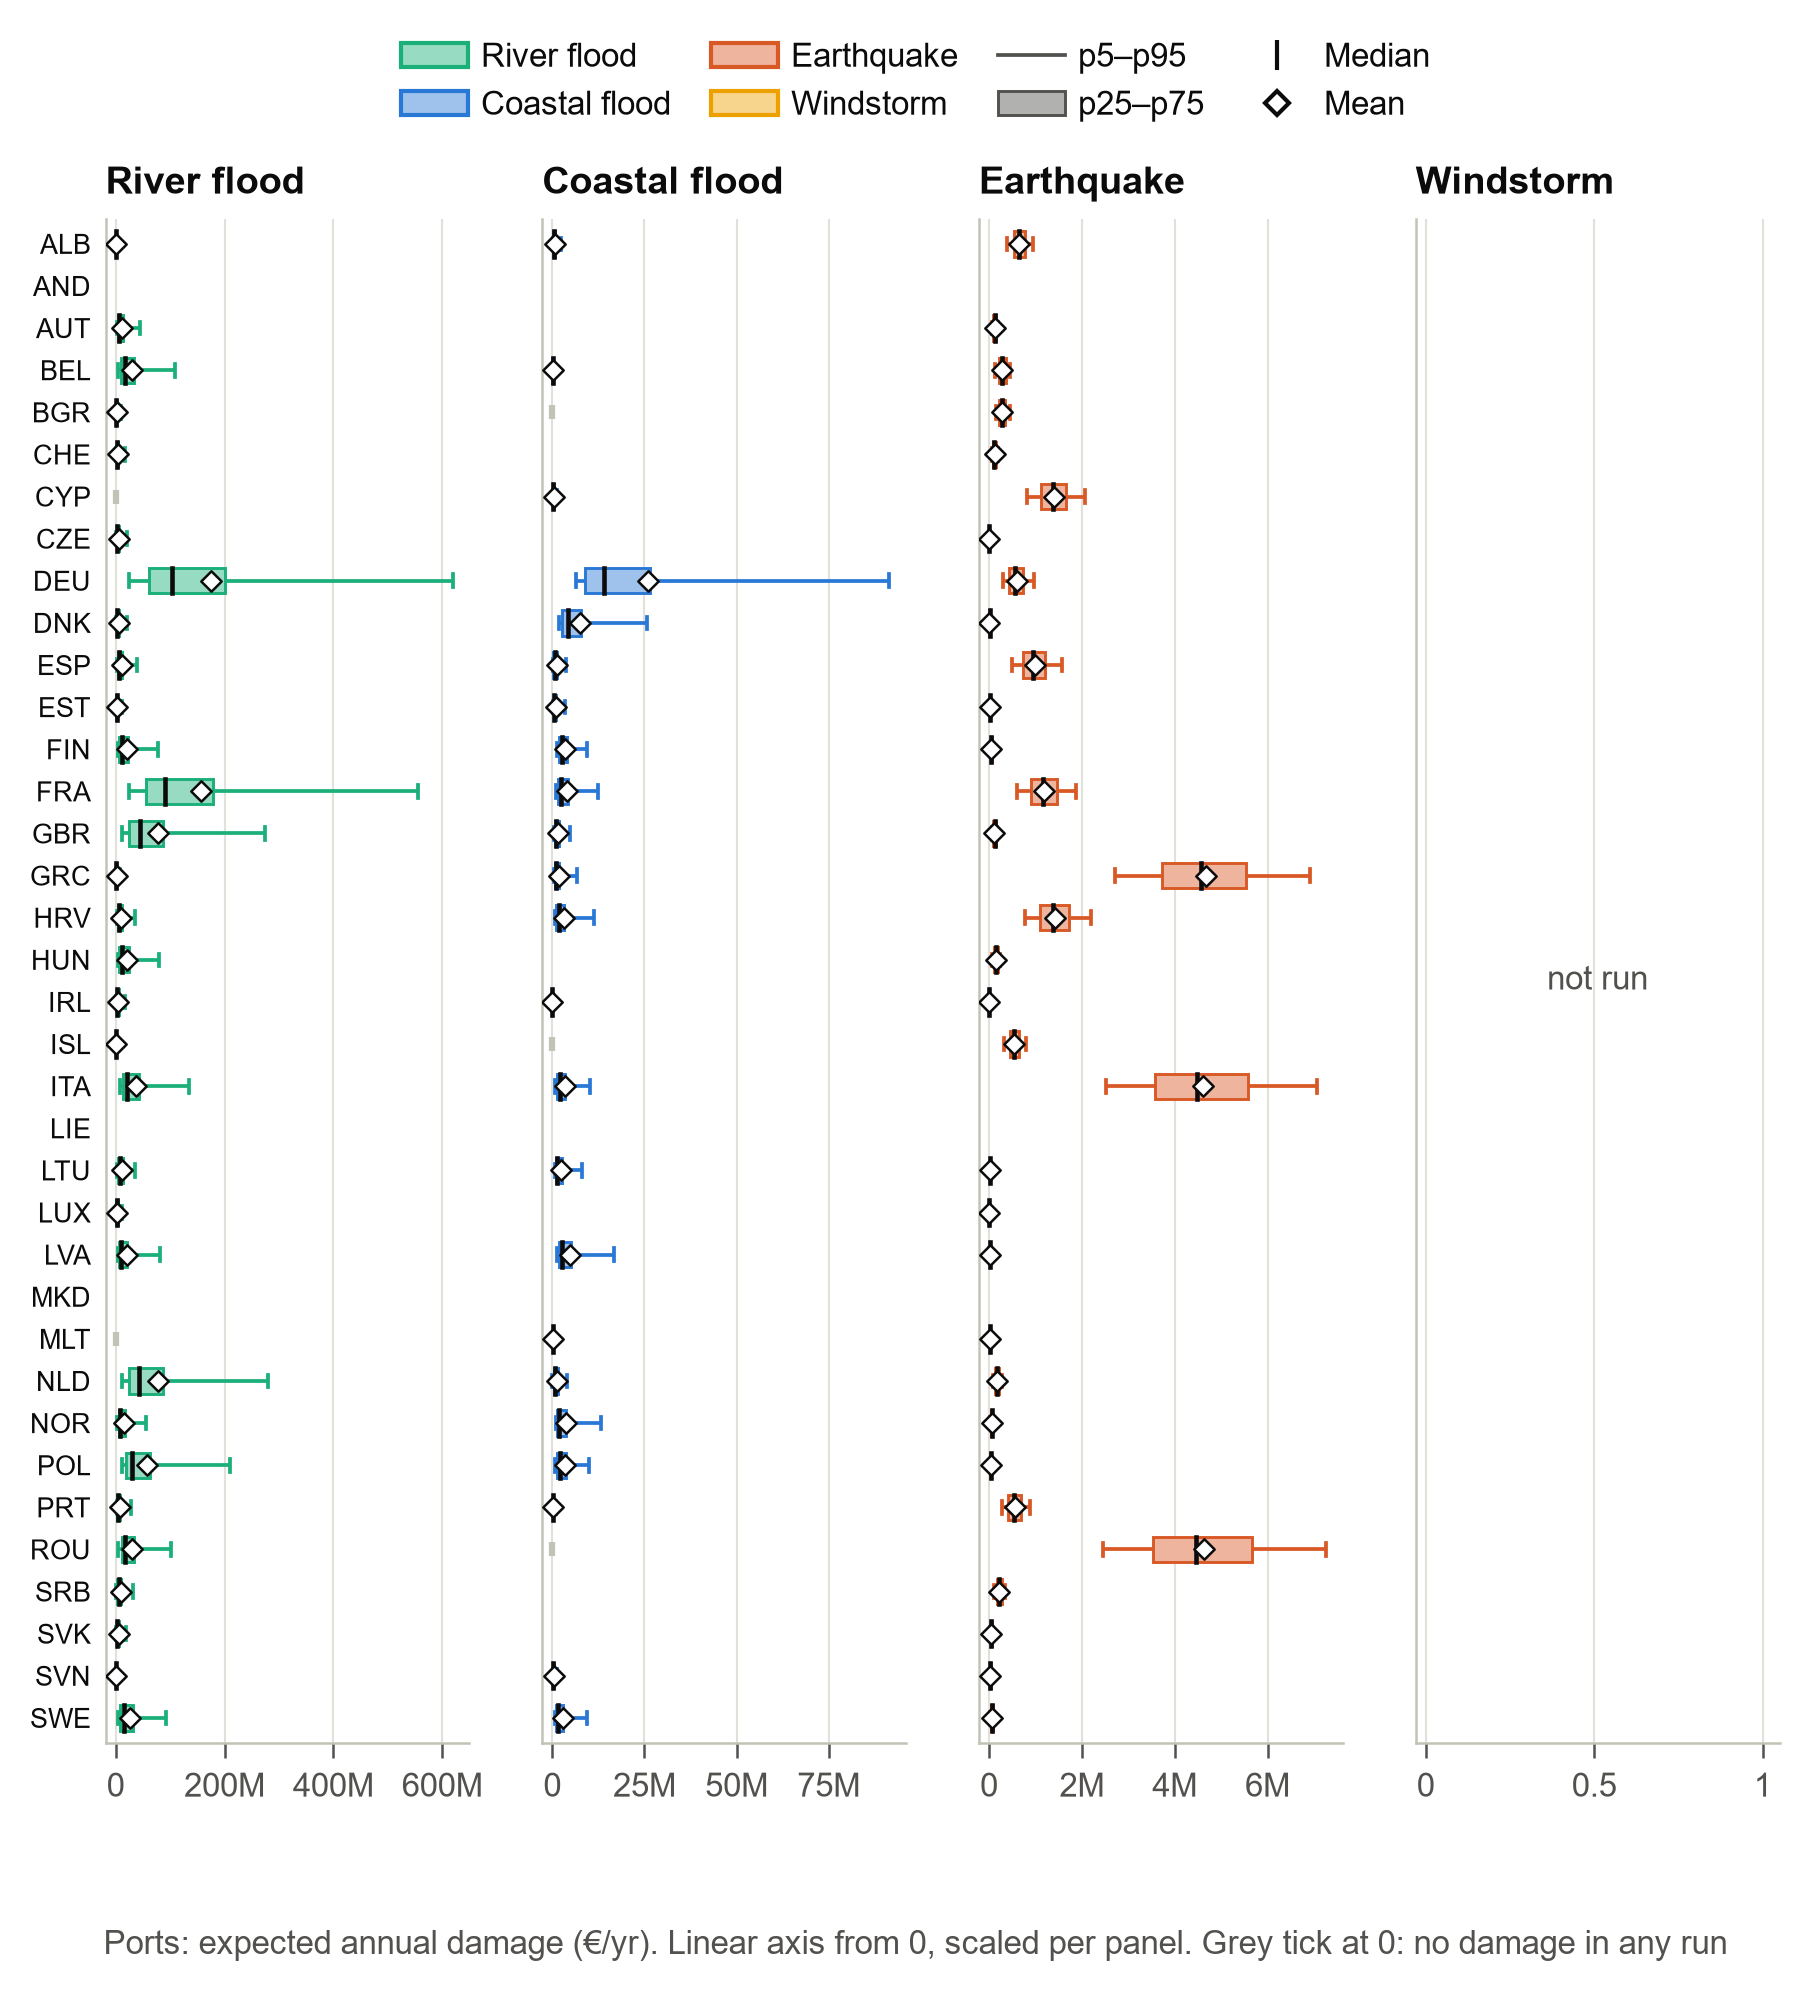 River flood Earthquake p5–p95 Median
Coastal flood Windstorm p25–p75 Mean
River flood Coastal flood Earthquake Windstorm
ALB
AND
AUT
BEL
BGR
CHE
CYP
CZE
DEU
DNK
ESP
EST
FIN
FRA
GBR
GRC
HRV
HUN
not run
IRL
ISL
ITA
LIE
LTU
LUX
LVA
MKD
MLT
NLD
NOR
POL
PRT
ROU
SRB
SVK
SVN
SWE
0 200M 400M 600M 0 25M 50M 75M 0 2M 4M 6M 0 0.5 1
Ports: expected annual damage (€/yr). Linear axis from 0, scaled per panel. Grey tick at 0: no damage in any run